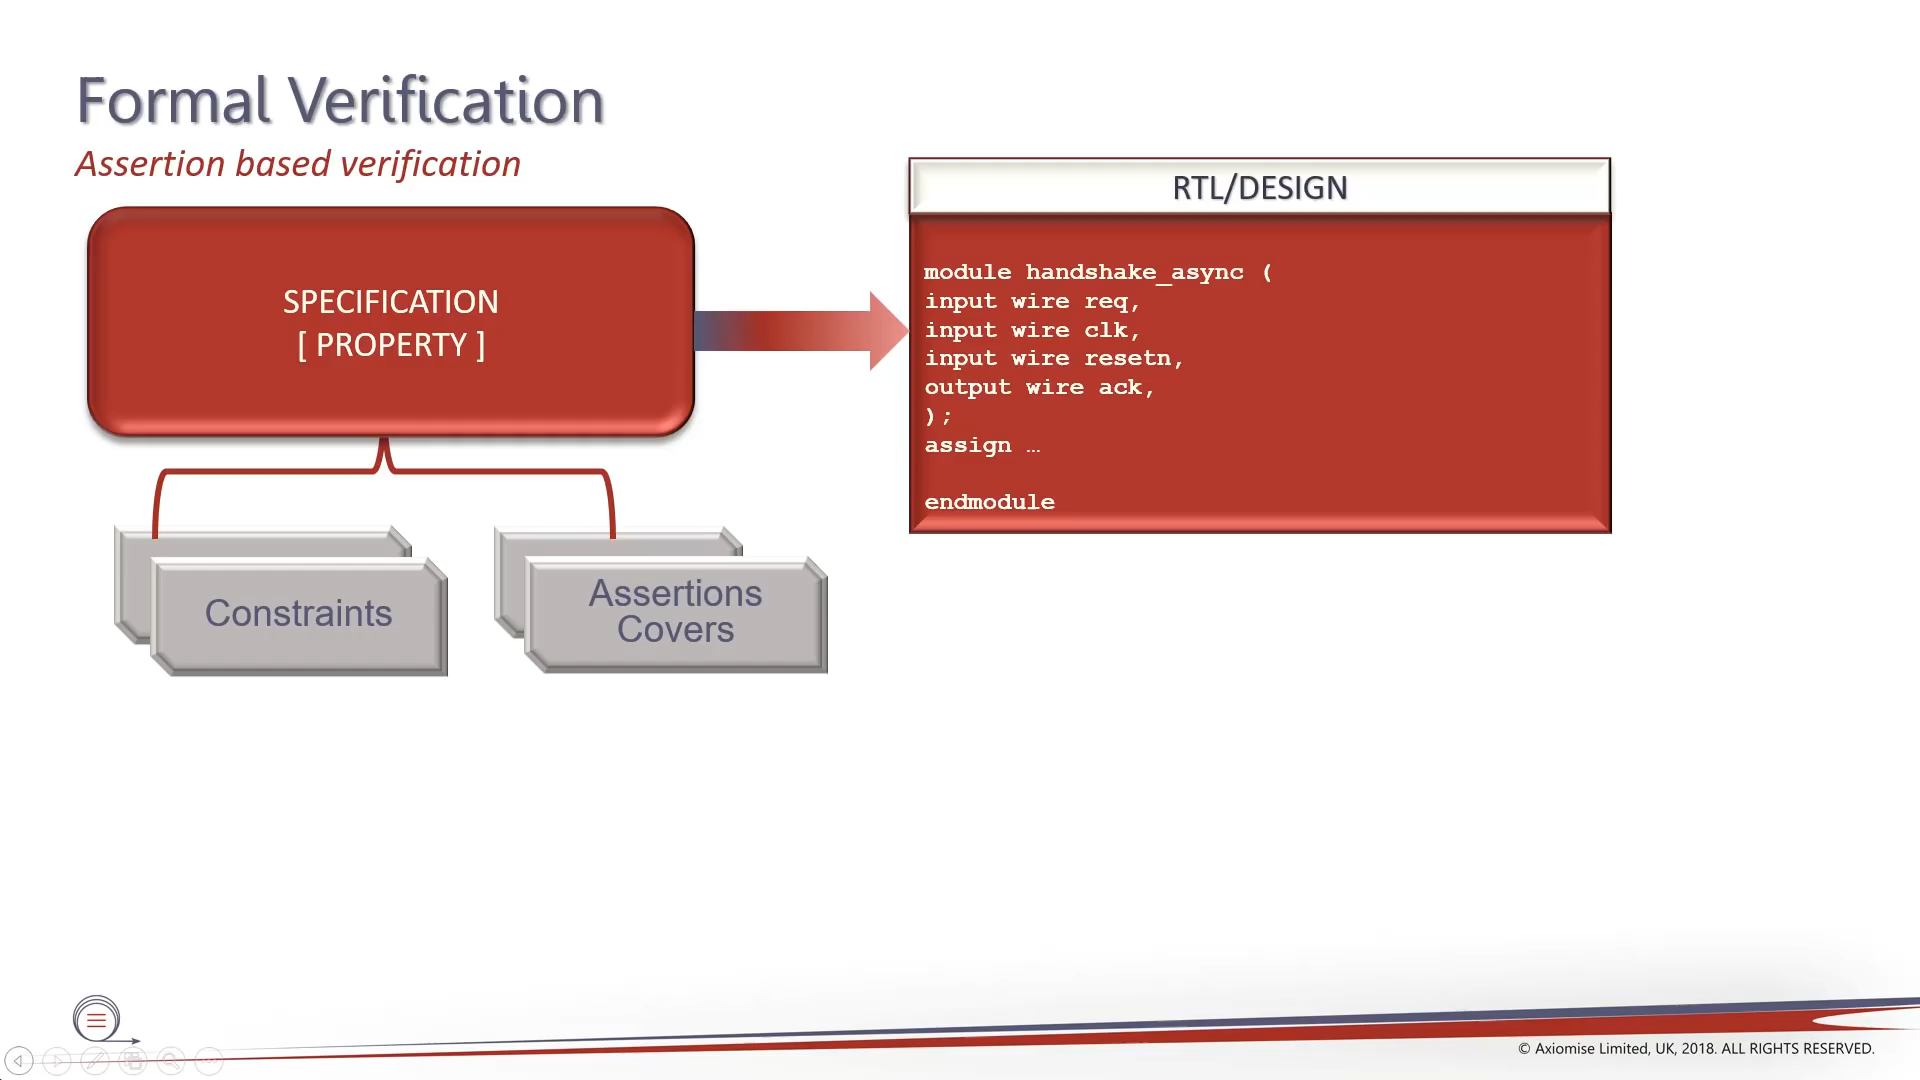 Formal Verification
Assertion based verification
SPECIFICATION
[ PROPERTY ]
Constraints
Assertions
Covers
RTL/DESIGN
module handshake_async (
input wire req,
input wire clk,
input wire resetn,
output wire ack,
);
assign …
endmodule
© Axiomise Limited, UK, 2018. ALL RIGHTS RESERVED.